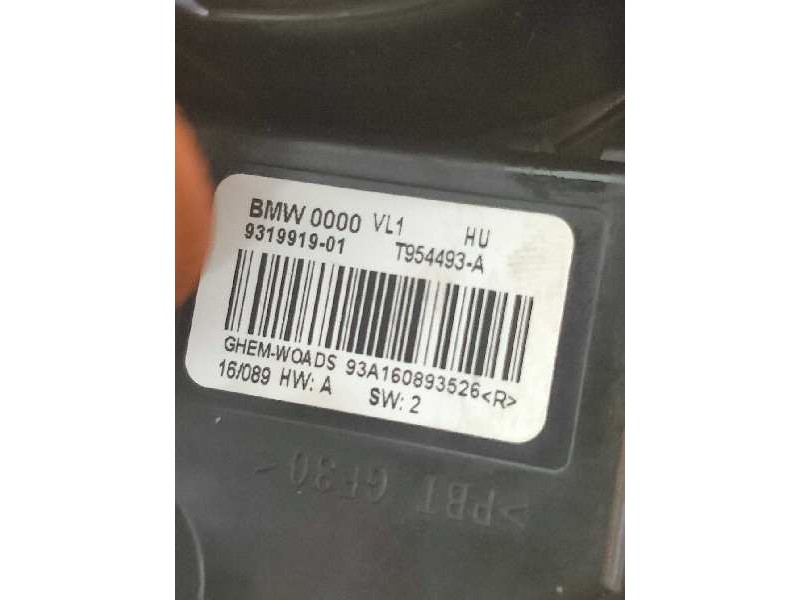 BMW 0000 VL1 HU
9319919-01 T954493-A
GHEM-WOADS 93A160893526<R>
16/089 HW: A SW: 2
>PBT GF30<